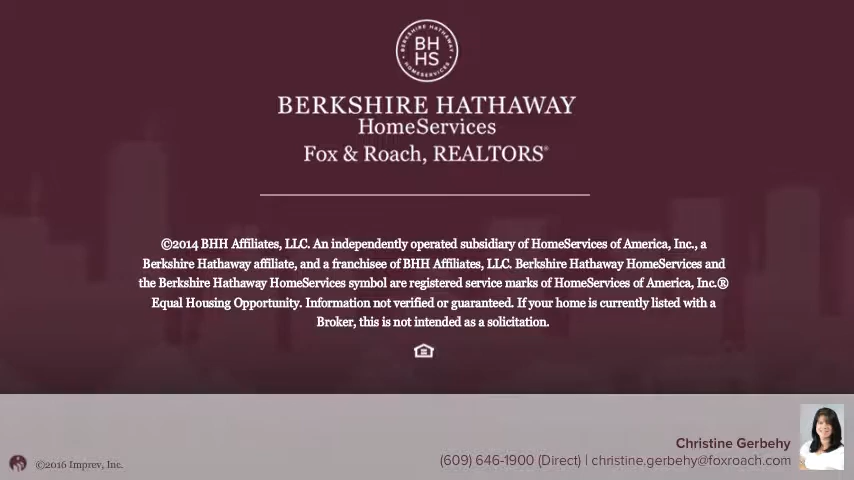 BERKSHIRE HATHAWAY
HOMESERVICES
BH
HS
BERKSHIRE HATHAWAY
HomeServices
Fox & Roach, REALTORS®
©2014 BHH Affiliates, LLC. An independently operated subsidiary of HomeServices of America, Inc., a
Berkshire Hathaway affiliate, and a franchisee of BHH Affiliates, LLC. Berkshire Hathaway HomeServices and
the Berkshire Hathaway HomeServices symbol are registered service marks of HomeServices of America, Inc.®
Equal Housing Opportunity. Information not verified or guaranteed. If your home is currently listed with a
Broker, this is not intended as a solicitation.
Christine Gerbehy
(609) 646-1900 (Direct) | christine.gerbehy@foxroach.com
©2016 Imprev, Inc.